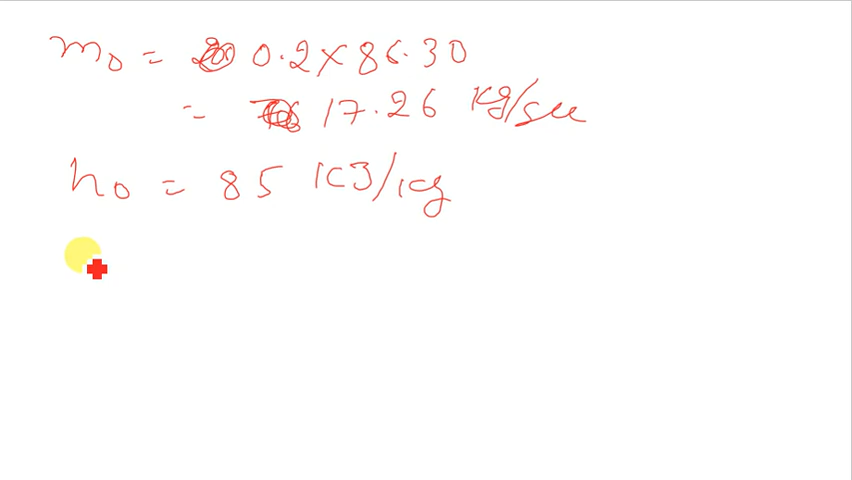 m₀ = 0.2 × 86.30
= 17.26 kg/sec
h₀ = 85 kJ/kg